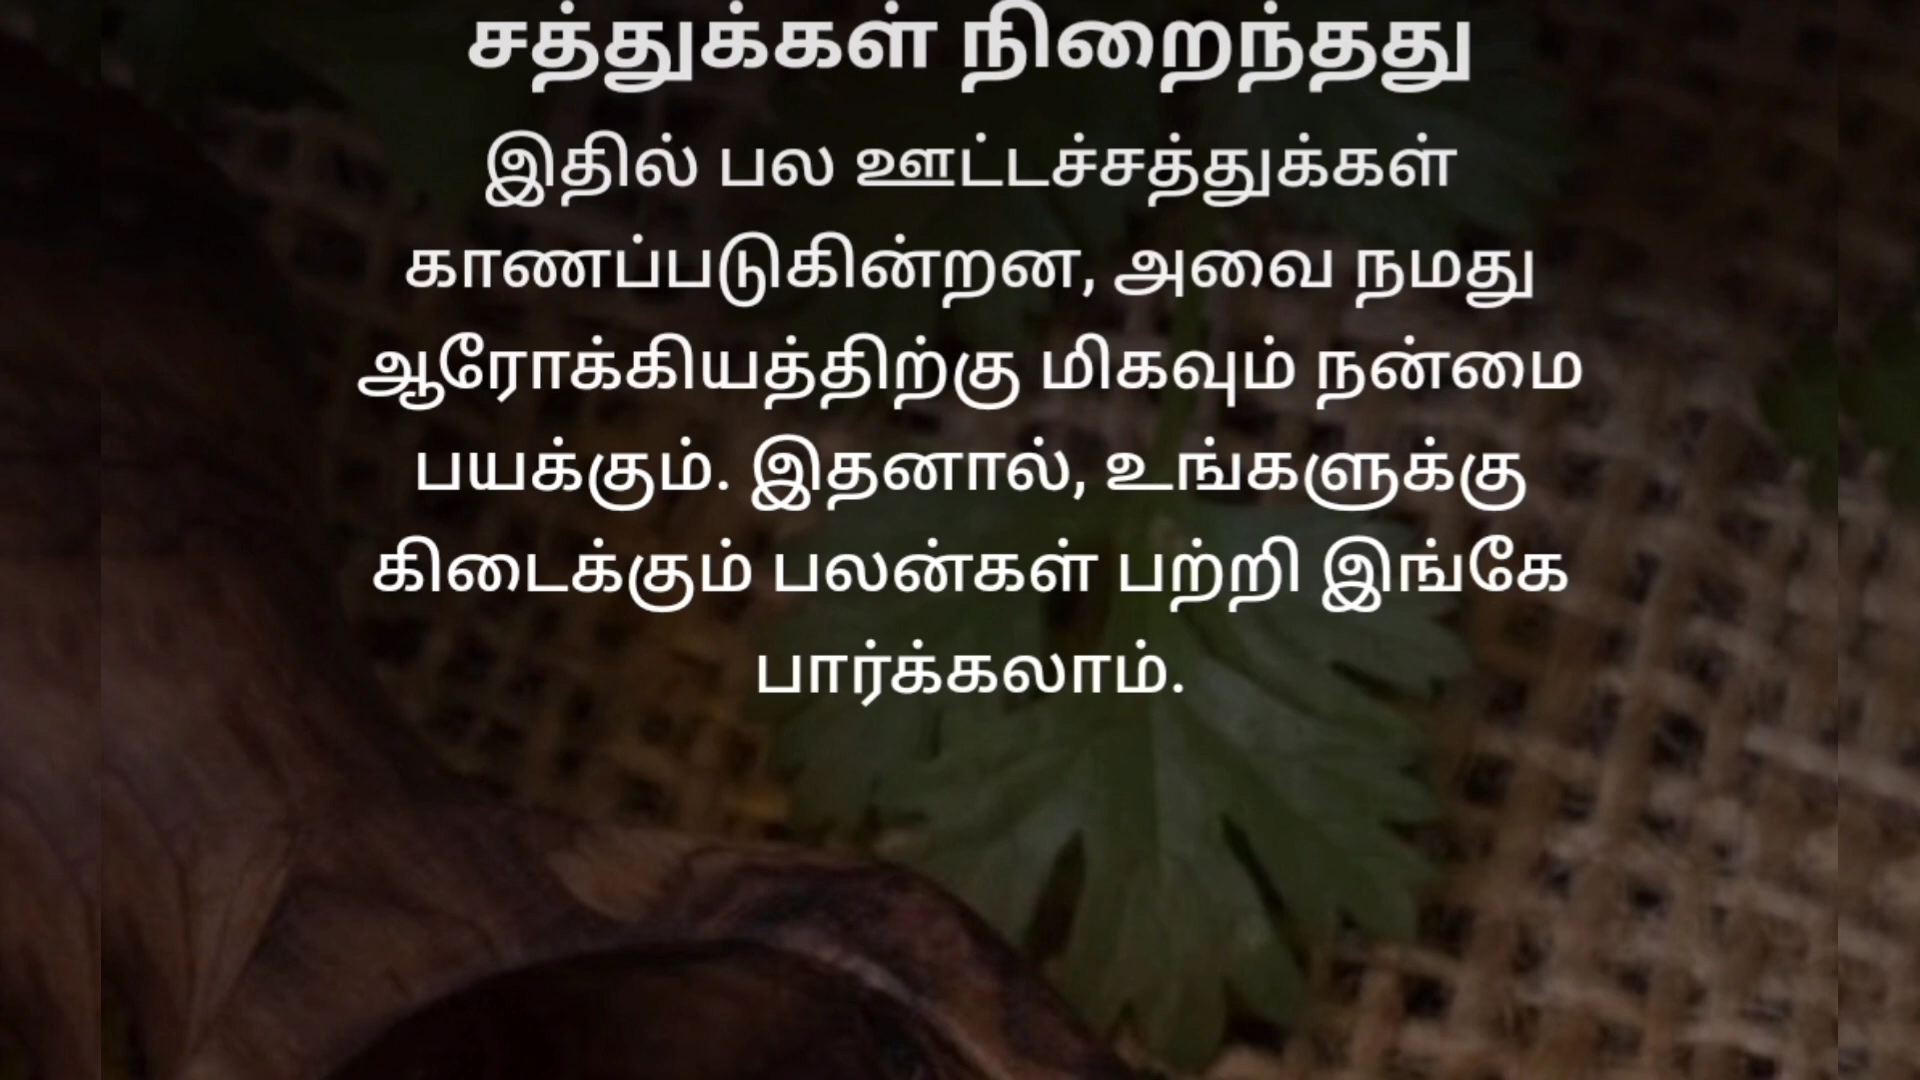 சத்துக்கள் நிறைந்தது
இதில் பல ஊட்டச்சத்துக்கள்
காணப்படுகின்றன, அவை நமது
ஆரோக்கியத்திற்கு மிகவும் நன்மை
பயக்கும். இதனால், உங்களுக்கு
கிடைக்கும் பலன்கள் பற்றி இங்கே
பார்க்கலாம்.